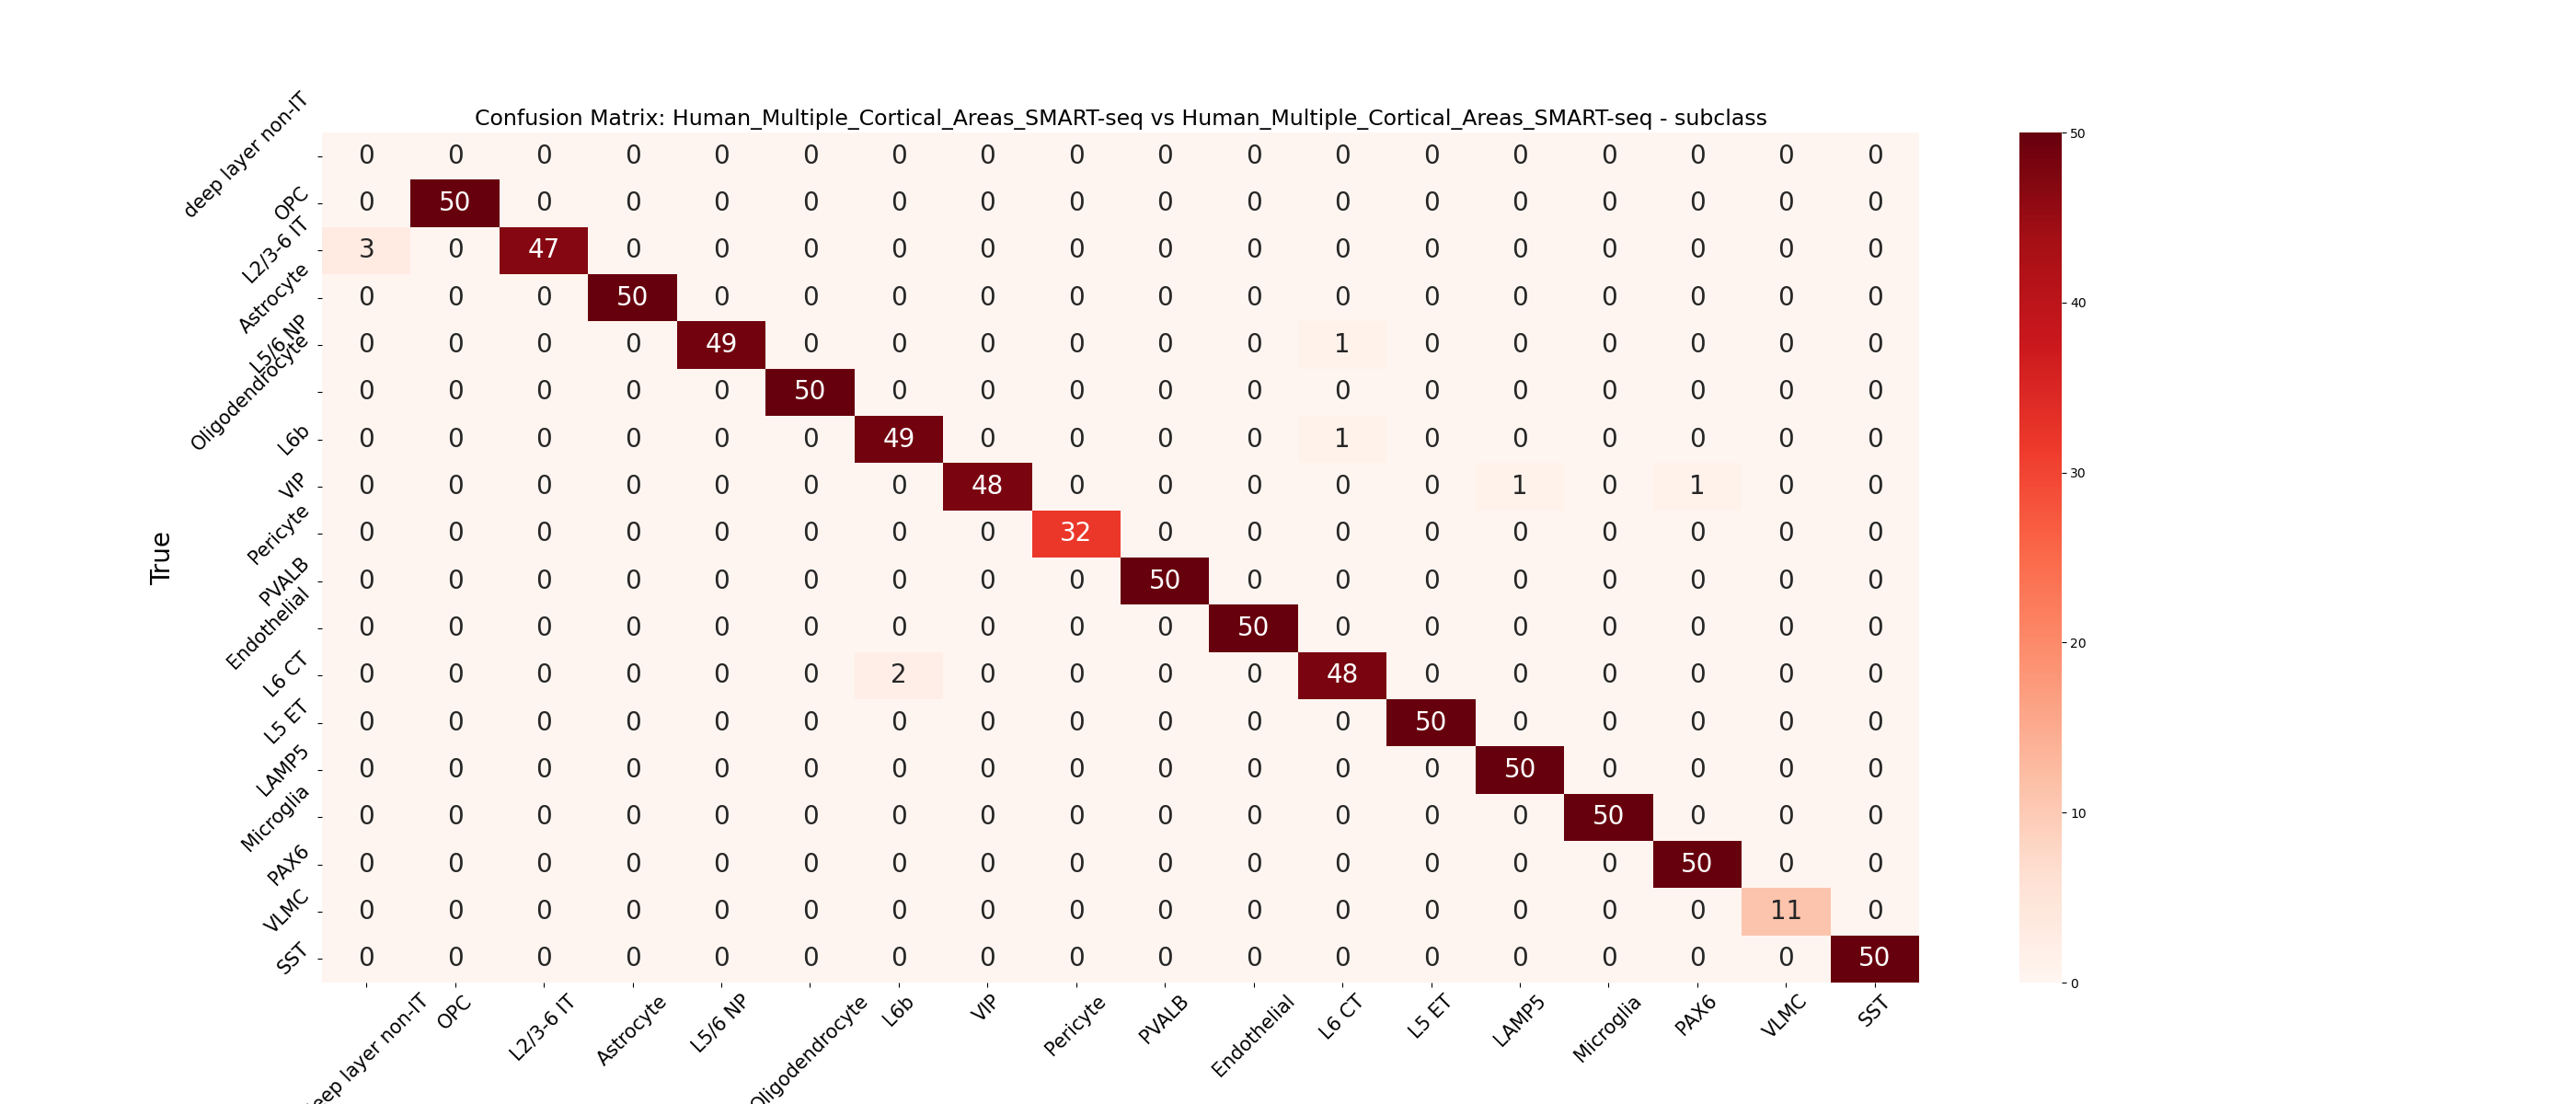 Confusion Matrix: Human_Multiple_Cortical_Areas_SMART-seq vs Human_Multiple_Cortical_Areas_SMART-seq - subclass
True
deep layer non-IT 0 0 0 0 0 0 0 0 0 0 0 0 0 0 0 0 0 0
OPC 0 50 0 0 0 0 0 0 0 0 0 0 0 0 0 0 0 0
L2/3-6 IT 3 0 47 0 0 0 0 0 0 0 0 0 0 0 0 0 0 0
Astrocyte 0 0 0 50 0 0 0 0 0 0 0 0 0 0 0 0 0 0
L5/6 NP 0 0 0 0 49 0 0 0 0 0 0 1 0 0 0 0 0 0
Oligodendrocyte 0 0 0 0 0 50 0 0 0 0 0 0 0 0 0 0 0 0
L6b 0 0 0 0 0 0 49 0 0 0 0 1 0 0 0 0 0 0
VIP 0 0 0 0 0 0 0 48 0 0 0 0 0 1 0 1 0 0
Pericyte 0 0 0 0 0 0 0 0 32 0 0 0 0 0 0 0 0 0
PVALB 0 0 0 0 0 0 0 0 0 50 0 0 0 0 0 0 0 0
Endothelial 0 0 0 0 0 0 0 0 0 0 50 0 0 0 0 0 0 0
L6 CT 0 0 0 0 0 0 2 0 0 0 0 48 0 0 0 0 0 0
L5 ET 0 0 0 0 0 0 0 0 0 0 0 0 50 0 0 0 0 0
LAMP5 0 0 0 0 0 0 0 0 0 0 0 0 0 50 0 0 0 0
Microglia 0 0 0 0 0 0 0 0 0 0 0 0 0 0 50 0 0 0
PAX6 0 0 0 0 0 0 0 0 0 0 0 0 0 0 0 50 0 0
VLMC 0 0 0 0 0 0 0 0 0 0 0 0 0 0 0 0 11 0
SST 0 0 0 0 0 0 0 0 0 0 0 0 0 0 0 0 0 50
layer non-IT OPC L2/3-6 IT Astrocyte L5/6 NP Oligodendrocyte L6b VIP Pericyte PVALB Endothelial L6 CT L5 ET LAMP5 Microglia PAX6 VLMC SST
50
40
30
20
10
0